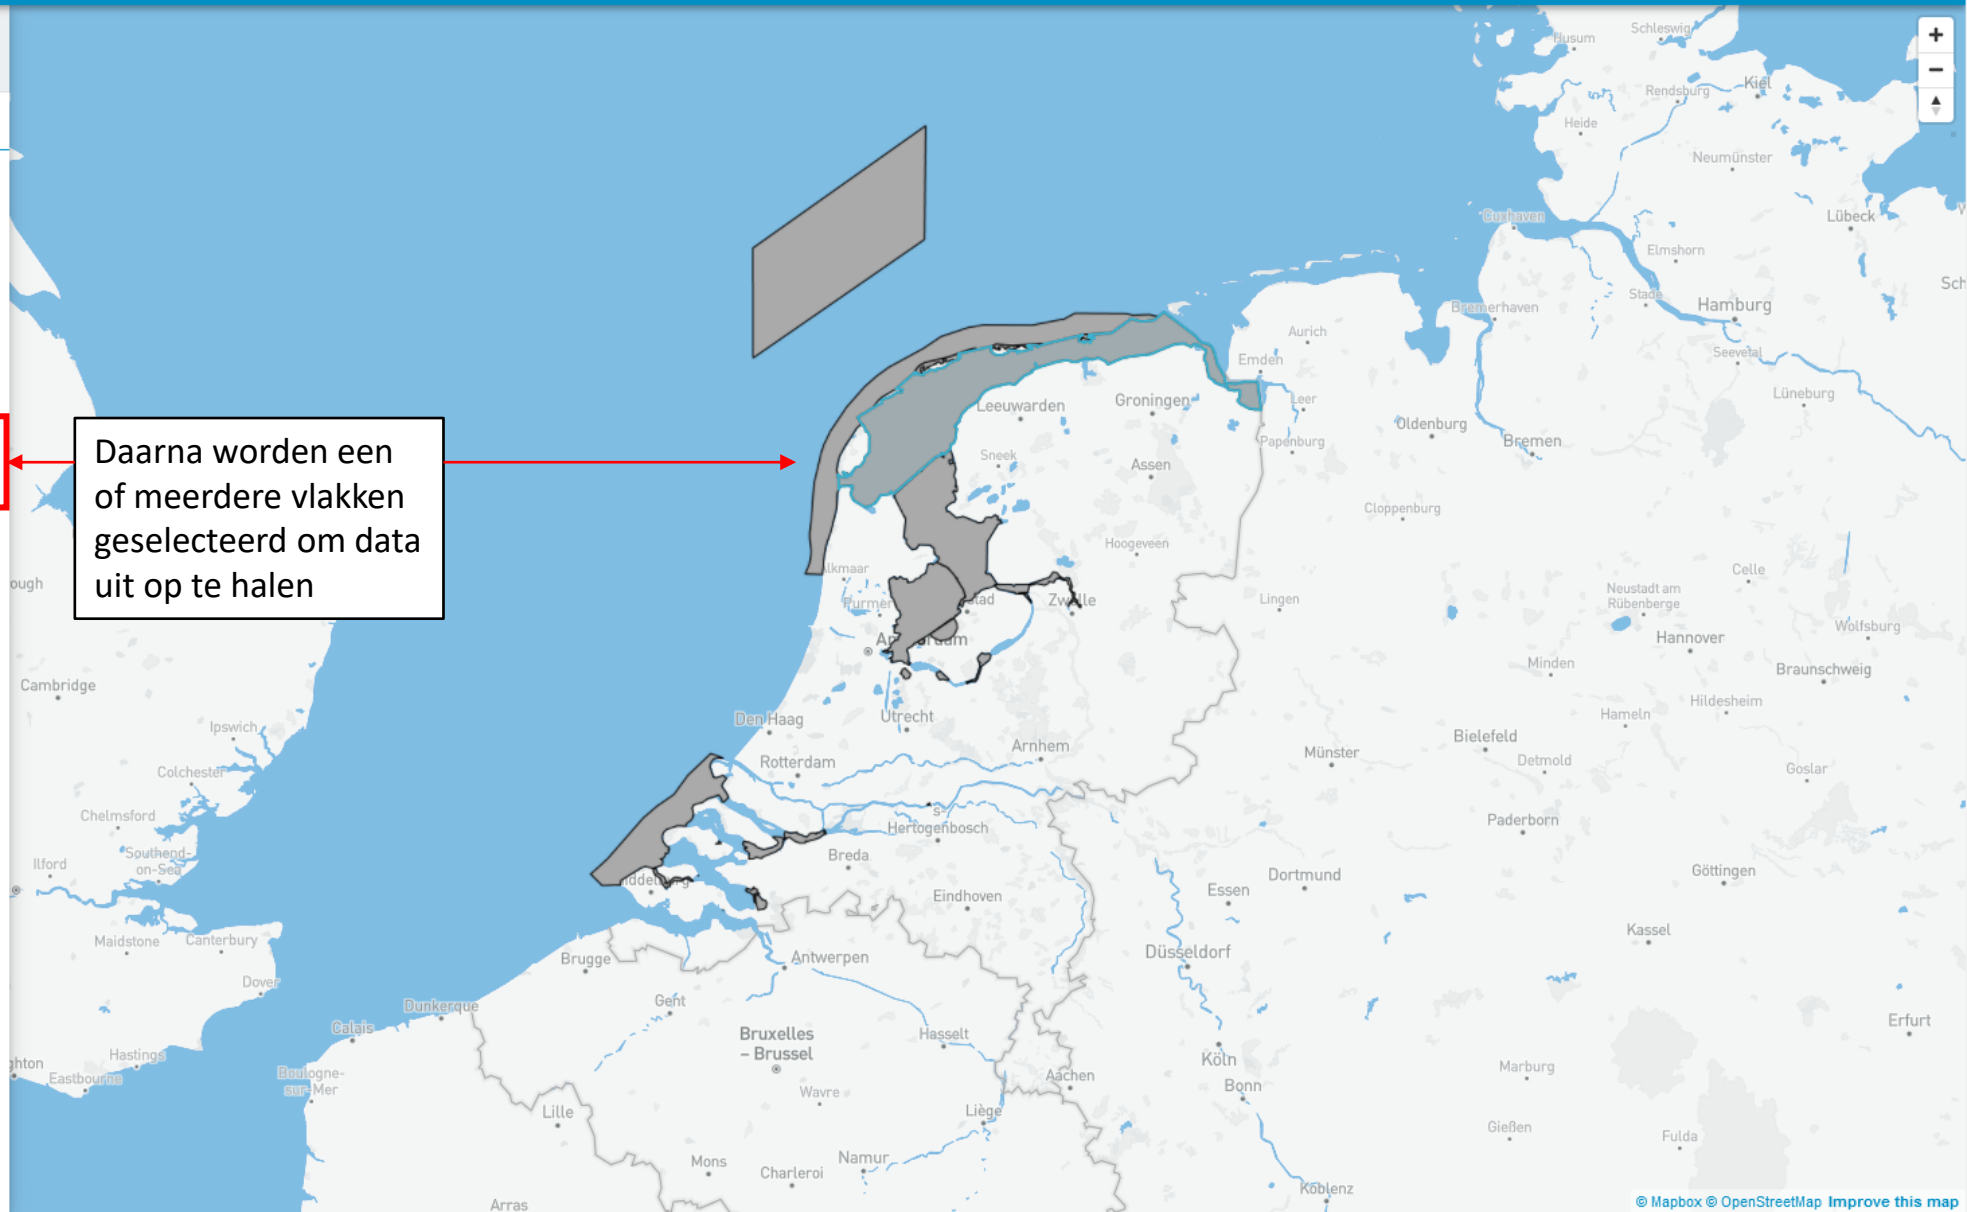 Daarna worden een
of meerdere vlakken
geselecteerd om data
uit op te halen
Husum
Schleswig
Rendsburg
Kiel
Heide
Neumünster
Lübeck
Cuxhaven
Elmshorn
Stade
Hamburg
Bremerhaven
Seevetal
Lüneburg
Aurich
Emden
Leer
Papenburg
Oldenburg
Bremen
Cloppenburg
Leeuwarden
Groningen
Sneek
Assen
Hoogeveen
Zwolle
Lingen
Celle
Neustadt am
Rübenberge
Hannover
Wolfsburg
Braunschweig
Minden
Hildesheim
Hameln
Bielefeld
Detmold
Goslar
Münster
Paderborn
Göttingen
Dortmund
Essen
Kassel
Düsseldorf
Köln
Bonn
Aachen
Marburg
Erfurt
Gießen
Fulda
Koblenz
Den Haag
Utrecht
Rotterdam
Arnhem
's-
Hertogenbosch
Breda
Eindhoven
Brugge
Antwerpen
Gent
Bruxelles
– Brussel
Hasselt
Wavre
Liège
Lille
Mons
Charleroi
Namur
Arras
Dunkerque
Calais
Boulogne-
sur-Mer
ough
Cambridge
Ipswich
Colchester
Chelmsford
Southend-
on-Sea
Ilford
Maidstone
Canterbury
Dover
Hastings
Eastbourne
ghton
Sch
+
−
© Mapbox © OpenStreetMap Improve this map